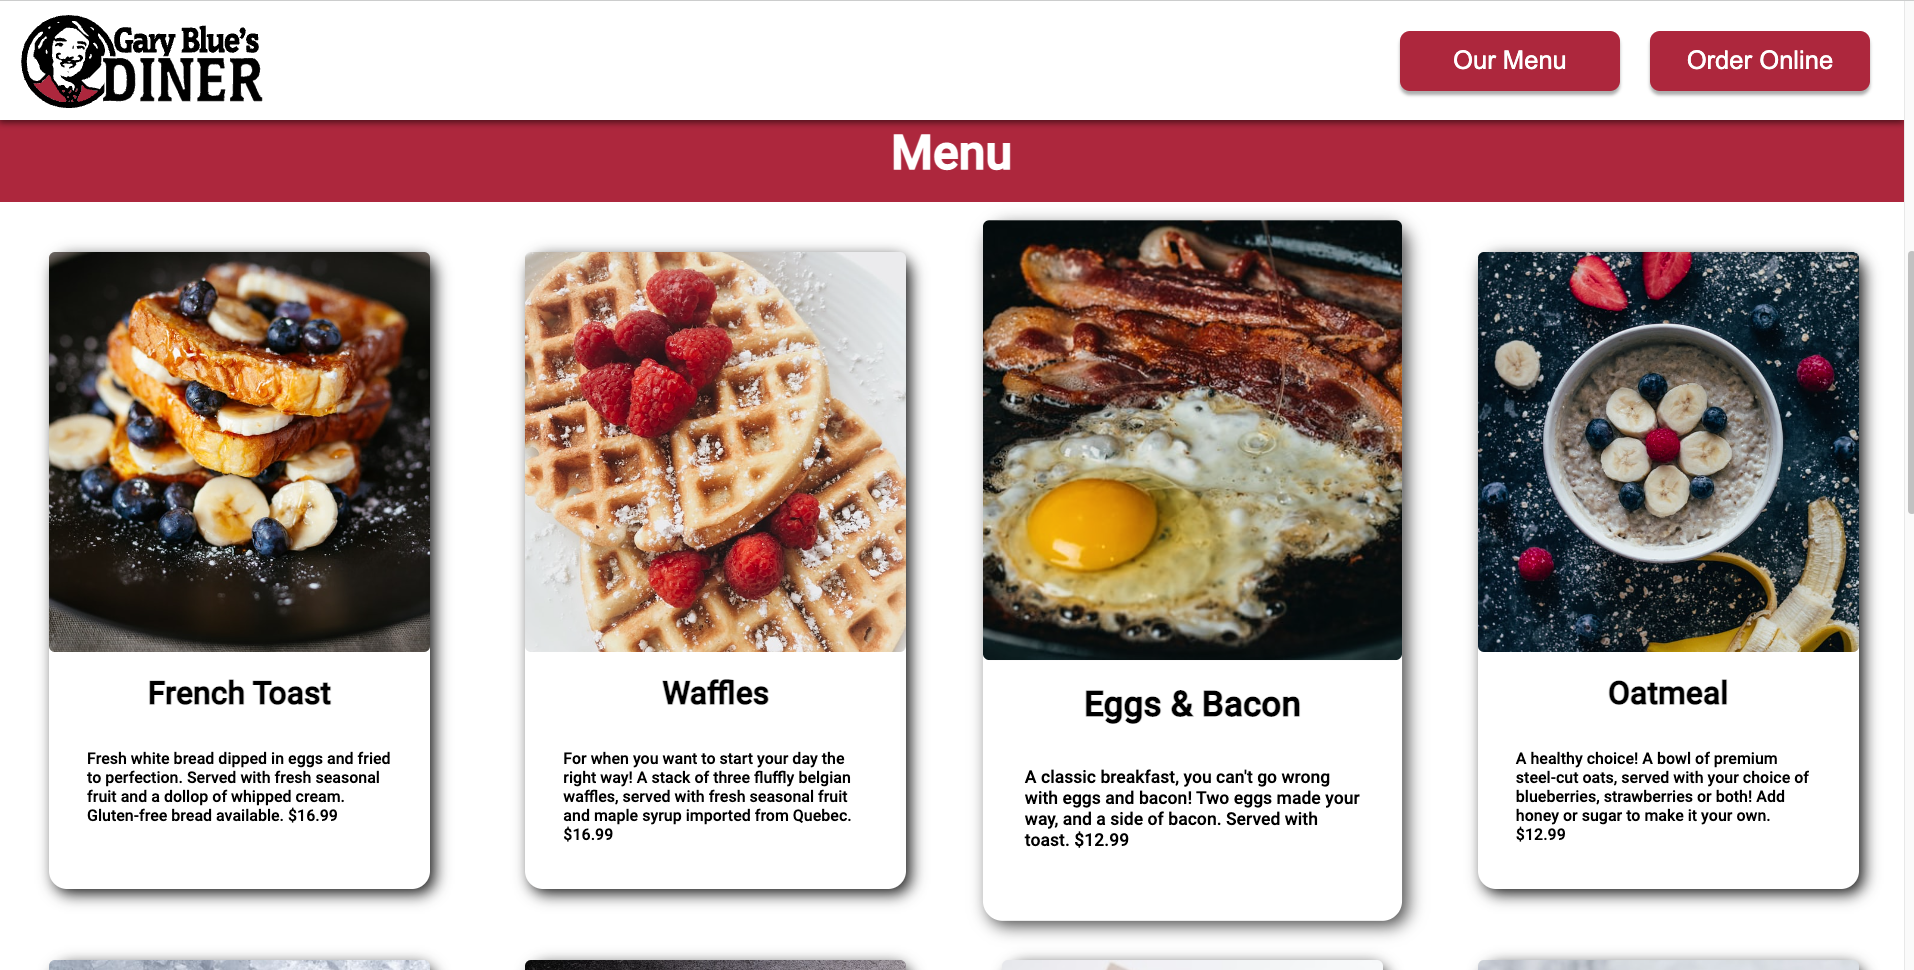 Gary Blue's
DINER
Our Menu
Order Online
Menu
French Toast
Fresh white bread dipped in eggs and fried
to perfection. Served with fresh seasonal
fruit and a dollop of whipped cream.
Gluten-free bread available. $16.99
Waffles
For when you want to start your day the
right way! A stack of three fluffly belgian
waffles, served with fresh seasonal fruit
and maple syrup imported from Quebec.
$16.99
Eggs & Bacon
A classic breakfast, you can't go wrong
with eggs and bacon! Two eggs made your
way, and a side of bacon. Served with
toast. $12.99
Oatmeal
A healthy choice! A bowl of premium
steel-cut oats, served with your choice of
blueberries, strawberries or both! Add
honey or sugar to make it your own.
$12.99